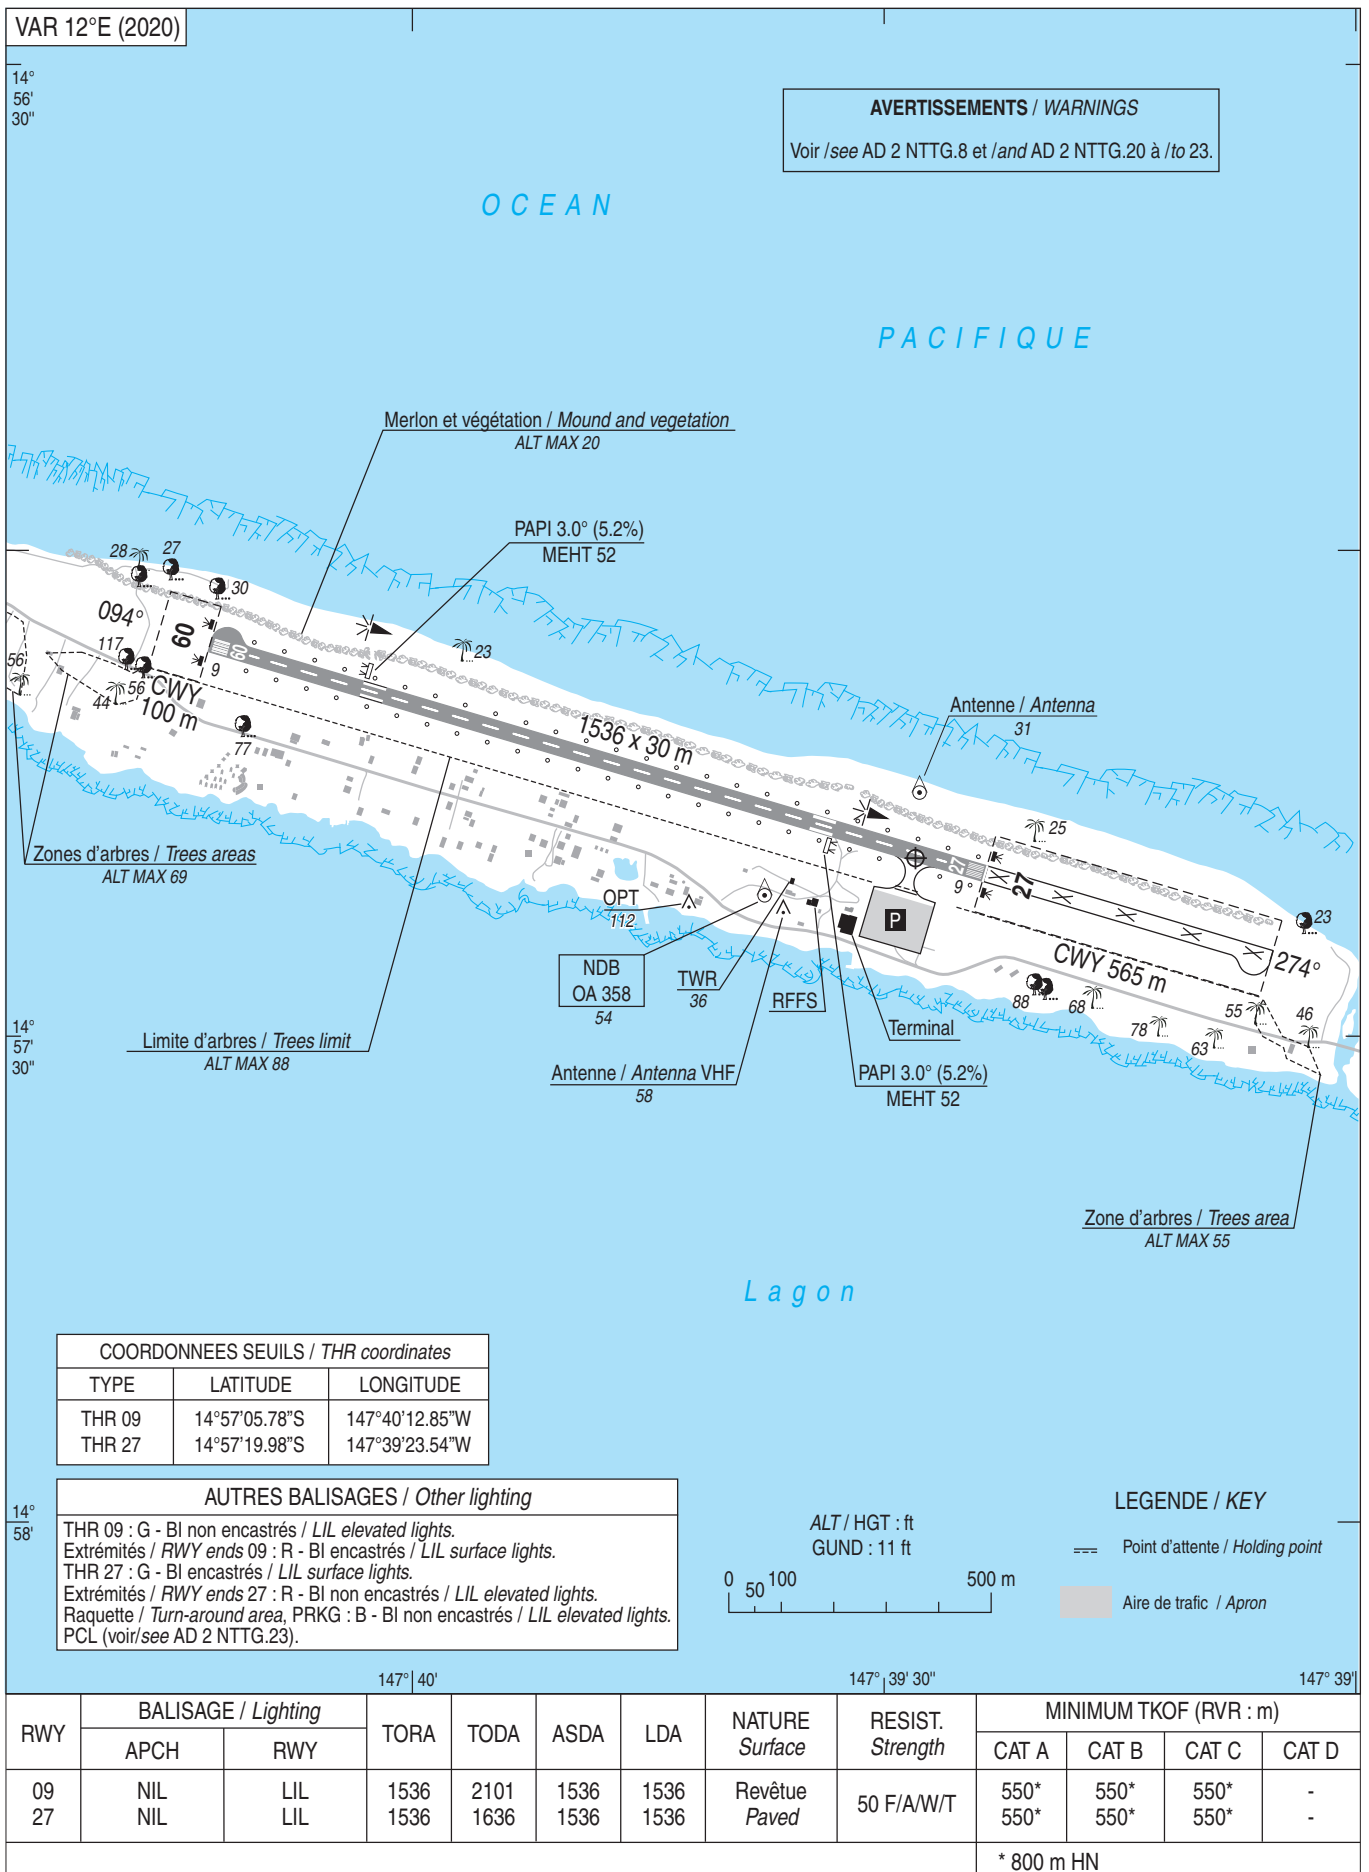 VAR 12°E (2020)
14°
56'
30"
AVERTISSEMENTS / WARNINGS
Voir /see AD 2 NTTG.8 et /and AD 2 NTTG.20 à /to 23.
OCEAN
PACIFIQUE
Merlon et végétation / Mound and vegetation
ALT MAX 20
PAPI 3.0° (5.2%)
MEHT 52
28
27
30
094°
09
09
117
9
56
56
44
CWY
100 m
77
23
1536 x 30 m
Antenne / Antenna
31
25
Zones d'arbres / Trees areas
ALT MAX 69
27
9
27
P
23
OPT
112
CWY 565 m
274°
NDB
OA 358
54
TWR
36
RFFS
Terminal
88
68
78
63
55
46
14°
57'
30"
Limite d'arbres / Trees limit
ALT MAX 88
Antenne / Antenna VHF
58
PAPI 3.0° (5.2%)
MEHT 52
Zone d'arbres / Trees area
ALT MAX 55
Lagon
COORDONNEES SEUILS / THR coordinates
TYPE LATITUDE LONGITUDE
THR 09 14°57'05.78"S 147°40'12.85"W
THR 27 14°57'19.98"S 147°39'23.54"W
AUTRES BALISAGES / Other lighting
THR 09 : G - BI non encastrés / LIL elevated lights.
Extrémités / RWY ends 09 : R - BI encastrés / LIL surface lights.
THR 27 : G - BI encastrés / LIL surface lights.
Extrémités / RWY ends 27 : R - BI non encastrés / LIL elevated lights.
Raquette / Turn-around area, PRKG : B - BI non encastrés / LIL elevated lights.
PCL (voir/see AD 2 NTTG.23).
14°
58'
ALT / HGT : ft
GUND : 11 ft
0 50 100 500 m
LEGENDE / KEY
Point d'attente / Holding point
Aire de trafic / Apron
147° 40' 147° 39' 30" 147° 39'
RWY BALISAGE / Lighting TORA TODA ASDA LDA NATURE RESIST. MINIMUM TKOF (RVR : m)
APCH RWY Surface Strength CAT A CAT B CAT C CAT D
09 NIL LIL 1536 2101 1536 1536 Revêtue 50 F/A/W/T 550* 550* 550* -
27 NIL LIL 1536 1636 1536 1536 Paved 550* 550* 550* -
* 800 m HN